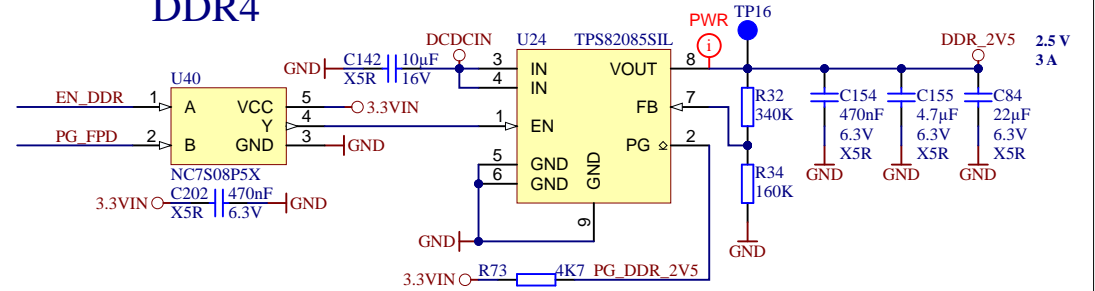 DDR4
PWR
TP16
DCDCIN
U24
TPS82085SIL
DDR_2V5
2.5 V
3 A
C142
10µF
GND
X5R
16V
3
IN
4
IN
VOUT
8
i
U40
EN_DDR
1
A
VCC
5
3.3VIN
Y
4
PG_FPD
2
B
GND
3
GND
NC7S08P5X
1
EN
FB
7
PG
2
5
GND
6
GND
GND
9
R32
340K
R34
160K
GND
C154
470nF
6.3V
X5R
GND
C155
4.7µF
6.3V
X5R
GND
C84
22µF
6.3V
X5R
GND
3.3VIN
C202
470nF
X5R
6.3V
GND
GND
3.3VIN
R73
4K7
PG_DDR_2V5